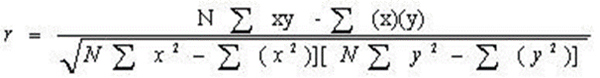 r = N ∑ xy - ∑ (x)(y)
√N ∑ x² − ∑ (x²)][ N ∑ y² − ∑ (y²)]